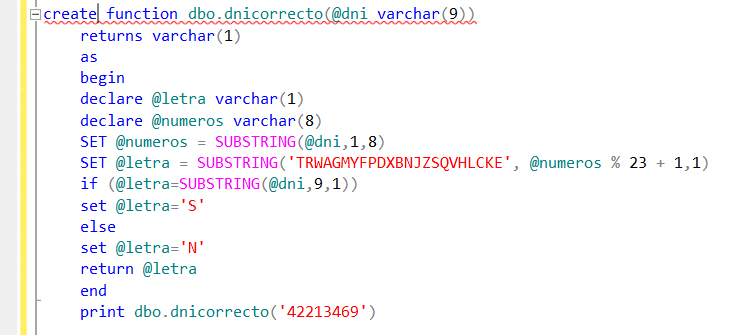 create function dbo.dnicorrecto(@dni varchar(9))
returns varchar(1)
as
begin
declare @letra varchar(1)
declare @numeros varchar(8)
SET @numeros = SUBSTRING(@dni,1,8)
SET @letra = SUBSTRING('TRWAGMYFPDXBNJZSQVHLCKE', @numeros % 23 + 1,1)
if (@letra=SUBSTRING(@dni,9,1))
set @letra='S'
else
set @letra='N'
return @letra
end
print dbo.dnicorrecto('42213469')